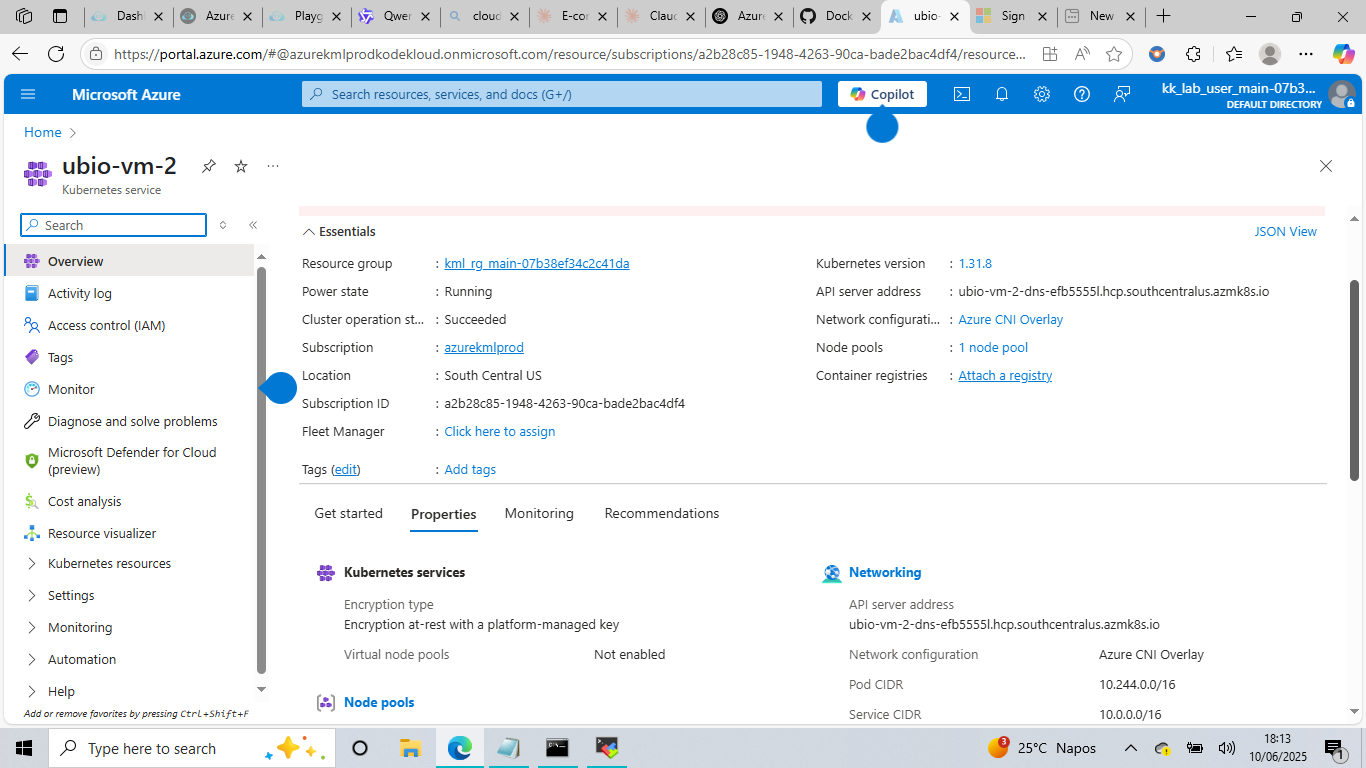 Dashl
Azure
Playg
Qwer
cloud
E-cor
Clauc
Azure
Dock
ubio-
Sign
New
https://portal.azure.com/#@azurekmlprodkodekloud.onmicrosoft.com/resource/subscriptions/a2b28c85-1948-4263-90ca-bade2bac4df4/resource...
Microsoft Azure
Search resources, services, and docs (G+/)
Copilot
kk_lab_user_main-07b3...
DEFAULT DIRECTORY
Home
ubio-vm-2
Kubernetes service
Search
Overview
Activity log
Access control (IAM)
Tags
Monitor
Diagnose and solve problems
Microsoft Defender for Cloud
(preview)
Cost analysis
Resource visualizer
Kubernetes resources
Settings
Monitoring
Automation
Help
Add or remove favorites by pressing Ctrl+Shift+F
Essentials
JSON View
Resource group : kml_rg_main-07b38ef34c2c41da
Power state : Running
Cluster operation st... : Succeeded
Subscription : azurekmlprod
Location : South Central US
Subscription ID : a2b28c85-1948-4263-90ca-bade2bac4df4
Fleet Manager : Click here to assign
Tags (edit) : Add tags
Kubernetes version : 1.31.8
API server address : ubio-vm-2-dns-efb5555l.hcp.southcentralus.azmk8s.io
Network configurati... : Azure CNI Overlay
Node pools : 1 node pool
Container registries : Attach a registry
Get started Properties Monitoring Recommendations
Kubernetes services
Encryption type
Encryption at-rest with a platform-managed key
Virtual node pools Not enabled
Node pools
Networking
API server address
ubio-vm-2-dns-efb5555l.hcp.southcentralus.azmk8s.io
Network configuration Azure CNI Overlay
Pod CIDR 10.244.0.0/16
Service CIDR 10.0.0.0/16
Type here to search
3
25°C Napos
18:13
10/06/2025
1